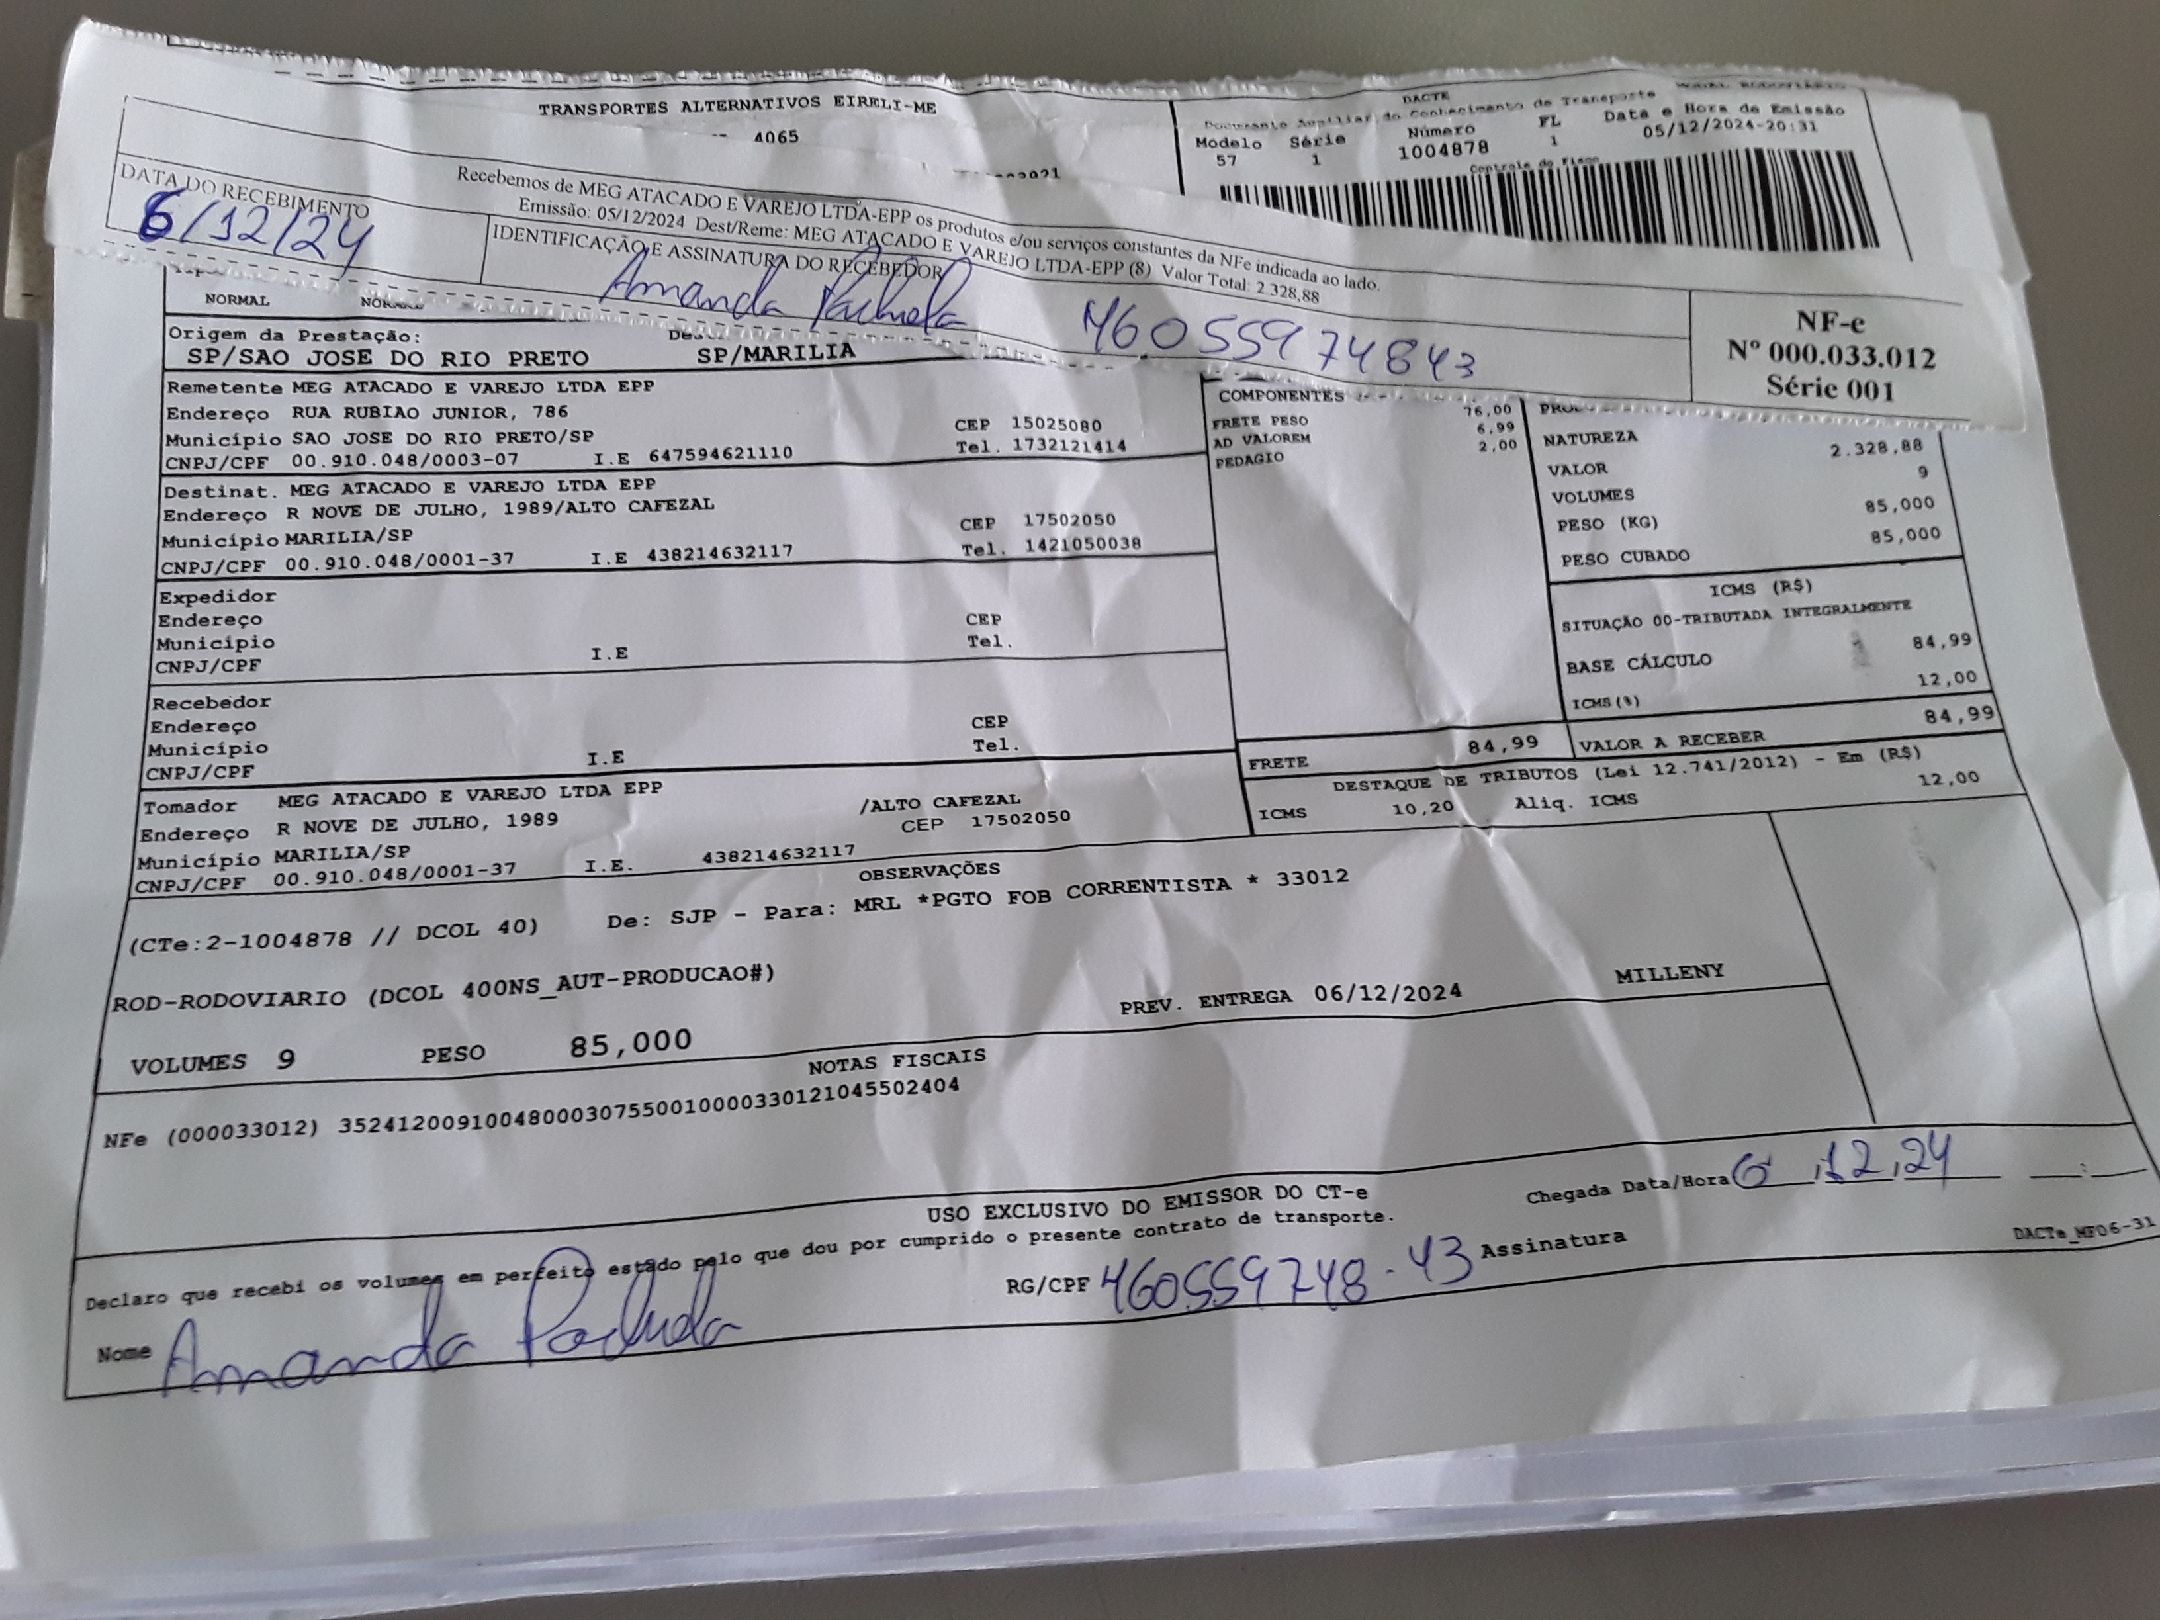 TRANSPORTES ALTERNATIVOS EIRELI-ME
4065
DACTE
Documento Auxiliar do Conhecimento de Transporte
Modelo Série Número FL Data e Hora de Emissão
57 1 1004878 1 05/12/2024-20:31
Controle do Fisco
Recebemos de MEG ATACADO E VAREJO LTDA-EPP os produtos e/ou serviços constantes da NFe indicada ao lado.
Emissão: 05/12/2024 Dest/Reme: MEG ATACADO E VAREJO LTDA-EPP (8) Valor Total: 2.328,88
DATA DO RECEBIMENTO
6/12/24
IDENTIFICAÇÃO E ASSINATURA DO RECEBEDOR
Amanda 46055974843
NF-e
Nº 000.033.012
Série 001
NORMAL
Origem da Prestação:
SP/SAO JOSE DO RIO PRETO SP/MARILIA
Remetente MEG ATACADO E VAREJO LTDA EPP
Endereço RUA RUBIAO JUNIOR, 786
Município SAO JOSE DO RIO PRETO/SP CEP 15025080
CNPJ/CPF 00.910.048/0003-07 I.E 647594621110 Tel. 1732121414
Destinat. MEG ATACADO E VAREJO LTDA EPP
Endereço R NOVE DE JULHO, 1989/ALTO CAFEZAL
Município MARILIA/SP CEP 17502050
CNPJ/CPF 00.910.048/0001-37 I.E 438214632117 Tel. 1421050038
Expedidor
Endereço CEP
Município Tel.
CNPJ/CPF I.E
Recebedor
Endereço CEP
Município Tel.
CNPJ/CPF I.E
Tomador MEG ATACADO E VAREJO LTDA EPP
Endereço R NOVE DE JULHO, 1989 /ALTO CAFEZAL
Município MARILIA/SP CEP 17502050
CNPJ/CPF 00.910.048/0001-37 I.E. 438214632117
COMPONENTES
FRETE PESO 76,00
AD VALOREM 6,99
PEDAGIO 2,00
NATUREZA
VALOR 2.328,88
VOLUMES 9
PESO (KG) 85,000
PESO CUBADO 85,000
ICMS (R$)
SITUAÇÃO 00-TRIBUTADA INTEGRALMENTE
BASE CÁLCULO 84,99
ICMS(%) 12,00
FRETE 84,99 VALOR A RECEBER 84,99
DESTAQUE DE TRIBUTOS (Lei 12.741/2012) - Em (R$)
ICMS 10,20 Aliq. ICMS 12,00
OBSERVAÇÕES
(CTe:2-1004878 // DCOL 40) De: SJP - Para: MRL *PGTO FOB CORRENTISTA * 33012
ROD-RODOVIARIO (DCOL 400NS_AUT-PRODUCAO#)
PREV. ENTREGA 06/12/2024 MILLENY
VOLUMES 9 PESO 85,000
NOTAS FISCAIS
NFe (000033012) 35241200910048000307550010000330121045502404
USO EXCLUSIVO DO EMISSOR DO CT-e
Chegada Data/Hora 6 12 24 :
Declaro que recebi os volumes em perfeito estado pelo que dou por cumprido o presente contrato de transporte.
Nome Amanda RG/CPF 460559748-43 Assinatura
DACTe_MF06-31